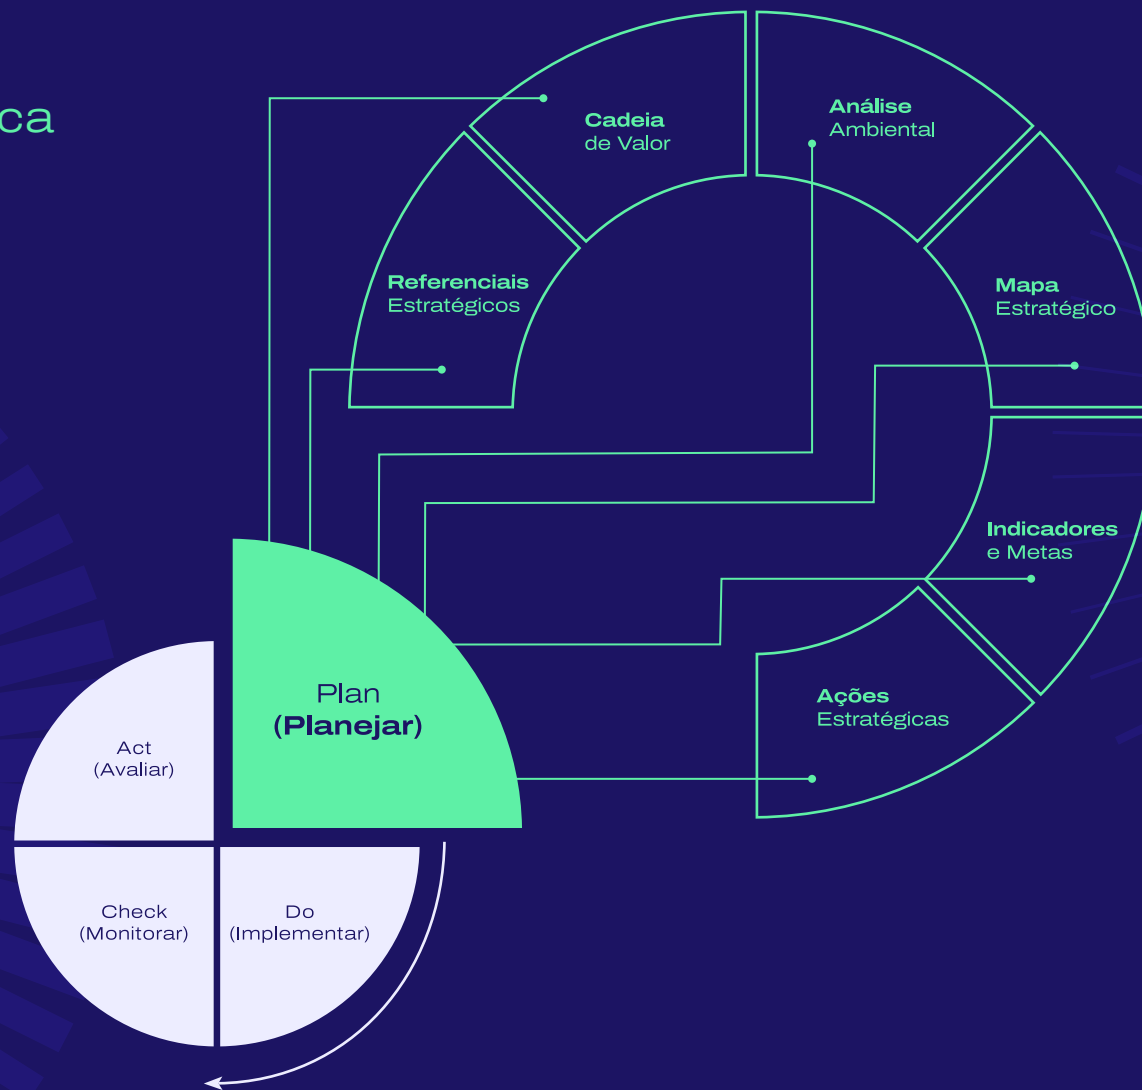 ca
Cadeia
de Valor
Análise
Ambiental
Referenciais
Estratégicos
Mapa
Estratégico
Indicadores
e Metas
Ações
Estratégicas
Plan
(Planejar)
Act
(Avaliar)
Check
(Monitorar)
Do
(Implementar)